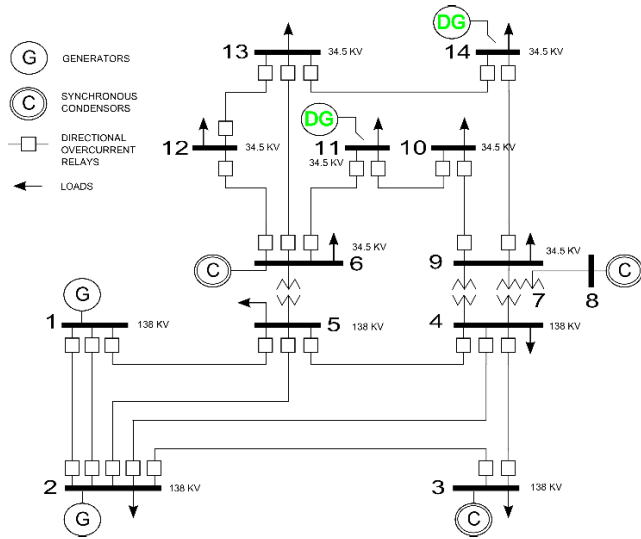 DG
DG
G
GENERATORS
C
SYNCHRONOUS
CONDENSORS
DIRECTIONAL
OVERCURRENT
RELAYS
LOADS
13
34.5 KV
14
34.5 KV
12
34.5 KV
11
34.5 KV
10
34.5 KV
C
6
34.5 KV
9
34.5 KV
7
8
C
G
1
138 KV
5
138 KV
4
138 KV
2
138 KV
G
3
138 KV
C